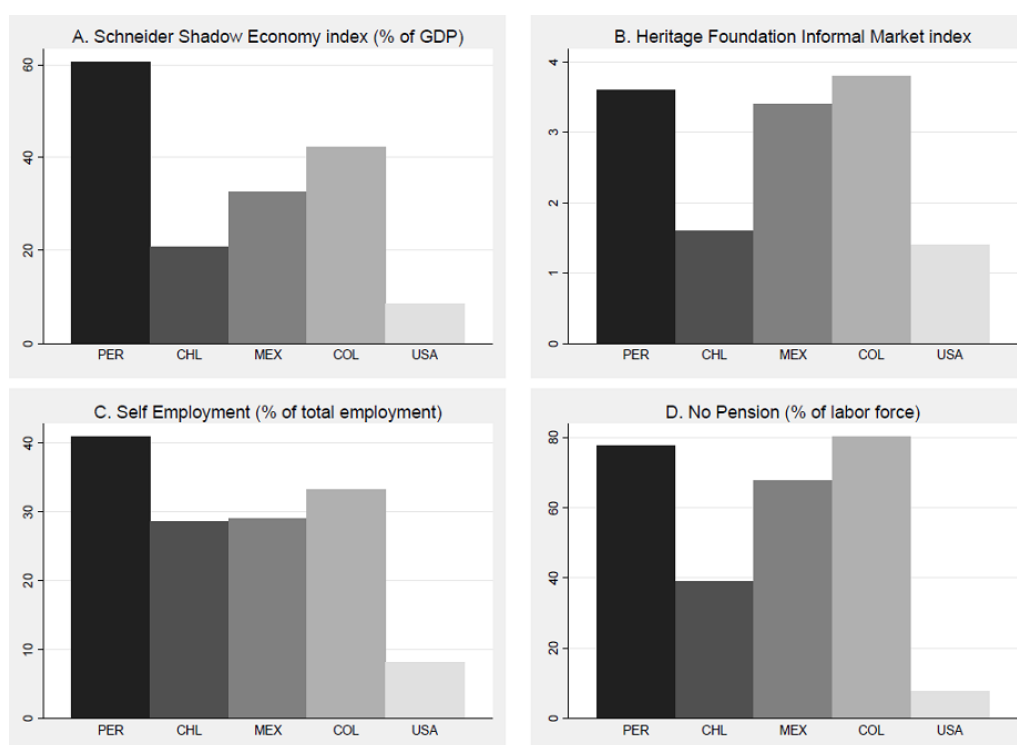 A. Schneider Shadow Economy index (% of GDP)
60
40
20
0
PER CHL MEX COL USA
B. Heritage Foundation Informal Market index
4
3
2
1
0
PER CHL MEX COL USA
C. Self Employment (% of total employment)
40
30
20
10
0
PER CHL MEX COL USA
D. No Pension (% of labor force)
80
60
40
20
0
PER CHL MEX COL USA